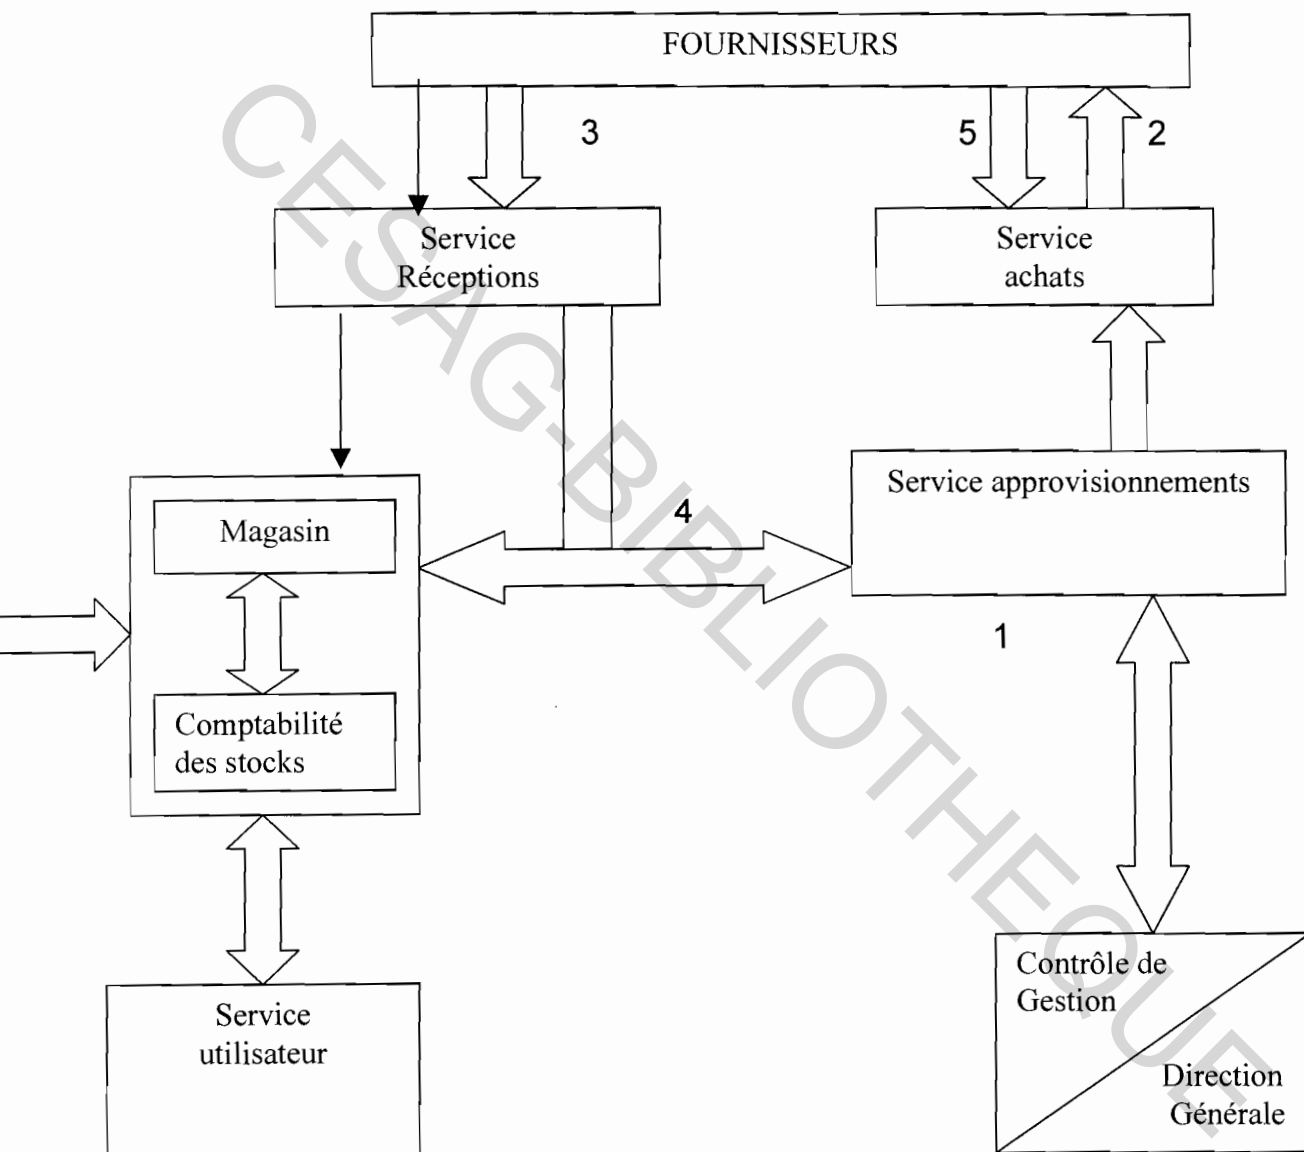 FOURNISSEURS
3
5
2
Service
Réceptions
Service
achats
Service approvisionnements
Magasin
4
1
Comptabilité
des stocks
Service
utilisateur
Contrôle de
Gestion
Direction
Générale
CESAG-BIBLIOTHEQUE